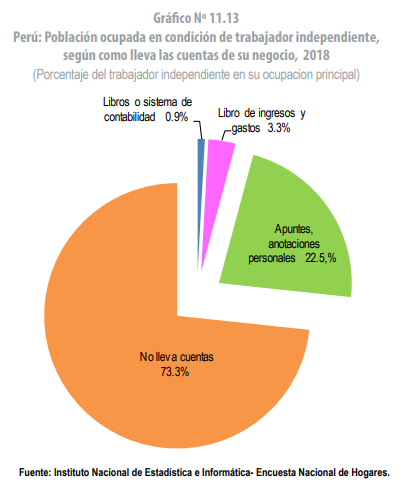 Gráfico Nº 11.13
Perú: Población ocupada en condición de trabajador independiente,
según como lleva las cuentas de su negocio, 2018
(Porcentaje del trabajador independiente en su ocupacion principal)
Libros o sistema de
contabilidad 0.9%
Libro de ingresos y
gastos 3.3%
Apuntes,
anotaciones
personales 22.5,%
No lleva cuentas
73.3%
Fuente: Instituto Nacional de Estadística e Informática- Encuesta Nacional de Hogares.